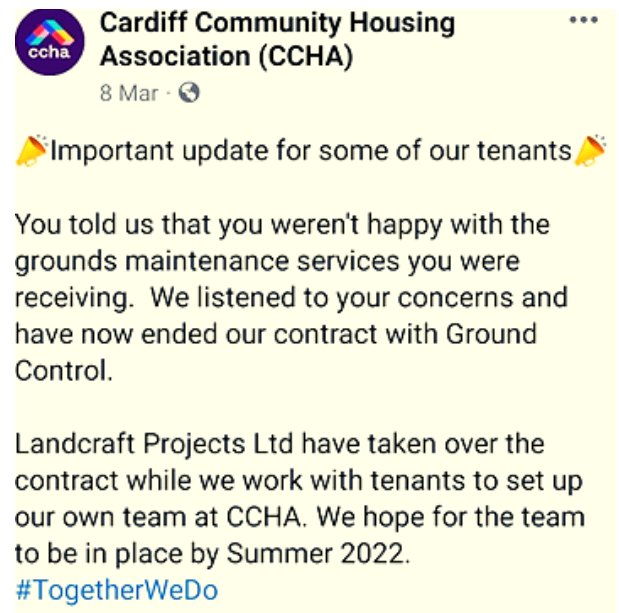 ccha
Cardiff Community Housing
Association (CCHA)
8 Mar ·
Important update for some of our tenants
You told us that you weren't happy with the
grounds maintenance services you were
receiving.  We listened to your concerns and
have now ended our contract with Ground
Control.
Landcraft Projects Ltd have taken over the
contract while we work with tenants to set up
our own team at CCHA. We hope for the team
to be in place by Summer 2022.
#TogetherWeDo